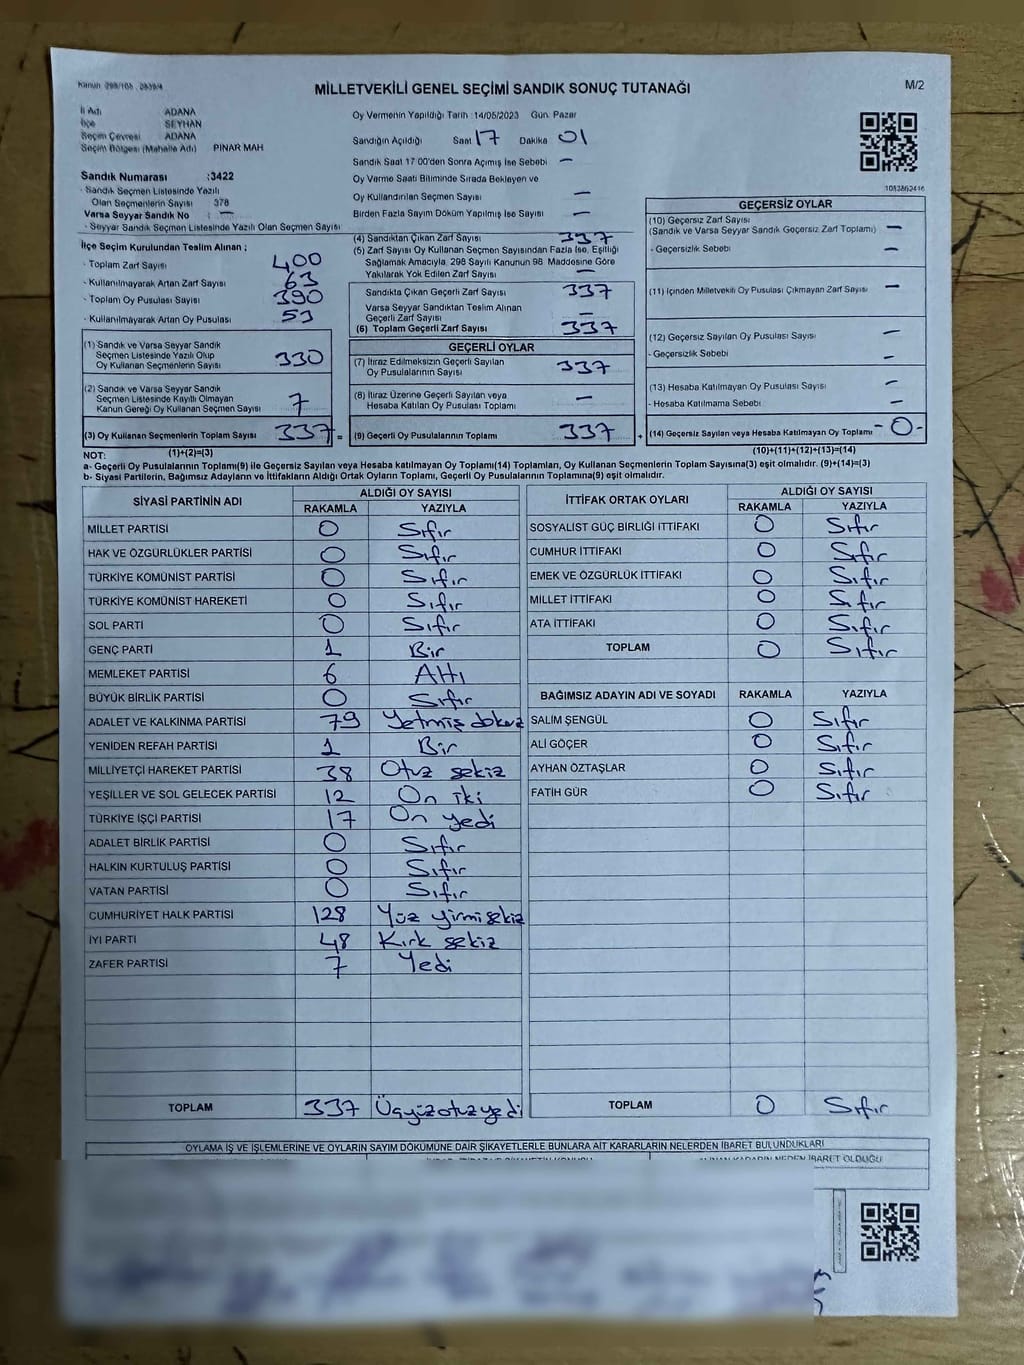 Kanun 298/105 , 2839/4
MİLLETVEKİLİ GENEL SEÇİMİ SANDIK SONUÇ TUTANAĞI
M/2
İl Adı ADANA
İlçe SEYHAN
Seçim Çevresi ADANA
Seçim Bölgesi (Mahalle Adı) PINAR MAH
Sandık Numarası :3422
- Sandık Seçmen Listesinde Yazılı
Olan Seçmenlerin Sayısı 378
Varsa Seyyar Sandık No : —
- Seyyar Sandık Seçmen Listesinde Yazılı Olan Seçmen Sayısı
İlçe Seçim Kurulundan Teslim Alınan ;
- Toplam Zarf Sayısı 400
- Kullanılmayarak Artan Zarf Sayısı 63
- Toplam Oy Pusulası Sayısı 390
- Kullanılmayarak Artan Oy Pusulası 53
(1) Sandık ve Varsa Seyyar Sandık
Seçmen Listesinde Yazılı Olup
Oy Kullanan Seçmenlerin Sayısı 330
(2) Sandık ve Varsa Seyyar Sandık
Seçmen Listesinde Kayıtlı Olmayan
Kanun Gereği Oy Kullanan Seçmen Sayısı 7
(3) Oy Kullanan Seçmenlerin Toplam Sayısı 337 =
Oy Vermenin Yapıldığı Tarih :14/05/2023 Gün: Pazar
Sandığın Açıldığı Saat 17 Dakika 01
Sandık Saat 17 00'den Sonra Açımış İse Sebebi —
Oy Verme Saati Bitiminde Sırada Bekleyen ve
Oy Kullandırılan Seçmen Sayısı —
Birden Fazla Sayım Döküm Yapılmış İse Sayısı —
(4) Sandıktan Çıkan Zarf Sayısı 337
(5) Zarf Sayısı Oy Kullanan Seçmen Sayısından Fazla İse, Eşitliği
Sağlamak Amacıyla, 298 Sayılı Kanunun 98 Maddesine Göre
Yakılarak Yok Edilen Zarf Sayısı —
Sandıkta Çıkan Geçerli Zarf Sayısı 337
Varsa Seyyar Sandıktan Teslim Alınan
Geçerli Zarf Sayısı —
(6) Toplam Geçerli Zarf Sayısı 337
GEÇERLİ OYLAR
(7) İtiraz Edilmeksizin Geçerli Sayılan
Oy Pusulalarının Sayısı 337
(8) İtiraz Üzerine Geçerli Sayılan veya
Hesaba Katılan Oy Pusulası Toplamı —
(9) Geçerli Oy Pusulalarının Toplamı 337 +
1083862416
GEÇERSİZ OYLAR
(10) Geçersiz Zarf Sayısı
(Sandık ve Varsa Seyyar Sandık Geçersiz Zarf Toplamı) —
- Geçersizlik Sebebi —
(11) İçinden Milletvekili Oy Pusulası Çıkmayan Zarf Sayısı —
(12) Geçersiz Sayılan Oy Pusulası Sayısı —
- Geçersizlik Sebebi —
(13) Hesaba Katılmayan Oy Pusulası Sayısı —
- Hesaba Katılmama Sebebi —
(14) Geçersiz Sayılan veya Hesaba Katılmayan Oy Toplamı -0-
NOT: (1)+(2)=(3) (10)+(11)+(12)+(13)=(14)
a- Geçerli Oy Pusulalarının Toplamı(9) ile Geçersiz Sayılan veya Hesaba katılmayan Oy Toplamı(14) Toplamları, Oy Kullanan Seçmenlerin Toplam Sayısına(3) eşit olmalıdır. (9)+(14)=(3)
b- Siyasi Partilerin, Bağımsız Adayların ve İttifakların Aldığı Ortak Oyların Toplamı, Geçerli Oy Pusulalarının Toplamına(9) eşit olmalıdır.
SİYASİ PARTİNİN ADI ALDIĞI OY SAYISI
RAKAMLA YAZIYLA
MİLLET PARTİSİ 0 Sıfır
HAK VE ÖZGÜRLÜKLER PARTİSİ 0 Sıfır
TÜRKİYE KOMÜNİST PARTİSİ 0 Sıfır
TÜRKİYE KOMÜNİST HAREKETİ 0 Sıfır
SOL PARTİ 0 Sıfır
GENÇ PARTİ 1 Bir
MEMLEKET PARTİSİ 6 Altı
BÜYÜK BİRLİK PARTİSİ 0 Sıfır
ADALET VE KALKINMA PARTİSİ 79 Yetmiş dokuz
YENİDEN REFAH PARTİSİ 1 Bir
MİLLİYETÇİ HAREKET PARTİSİ 38 Otuz sekiz
YEŞİLLER VE SOL GELECEK PARTİSİ 12 On iki
TÜRKİYE İŞÇİ PARTİSİ 17 On yedi
ADALET BİRLİK PARTİSİ 0 Sıfır
HALKIN KURTULUŞ PARTİSİ 0 Sıfır
VATAN PARTİSİ 0 Sıfır
CUMHURİYET HALK PARTİSİ 128 Yüz yirmi sekiz
İYİ PARTİ 48 Kırk sekiz
ZAFER PARTİSİ 7 Yedi
TOPLAM 337 Üçyüzotuzyedi
İTTİFAK ORTAK OYLARI ALDIĞI OY SAYISI
RAKAMLA YAZIYLA
SOSYALİST GÜÇ BİRLİĞİ İTTİFAKI 0 Sıfır
CUMHUR İTTİFAKI 0 Sıfır
EMEK VE ÖZGÜRLÜK İTTİFAKI 0 Sıfır
MİLLET İTTİFAKI 0 Sıfır
ATA İTTİFAKI 0 Sıfır
TOPLAM 0 Sıfır
BAĞIMSIZ ADAYIN ADI VE SOYADI RAKAMLA YAZIYLA
SALİM ŞENGÜL 0 Sıfır
ALİ GÖÇER 0 Sıfır
AYHAN ÖZTAŞLAR 0 Sıfır
FATİH GÜR 0 Sıfır
TOPLAM 0 Sıfır
OYLAMA İŞ VE İŞLEMLERİNE VE OYLARIN SAYIM DÖKÜMÜNE DAİR ŞİKAYETLERLE BUNLARA AİT KARARLARIN NELERDEN İBARET BULUNDUKLARI
KARARIN NEDEN İBARET OLDUĞU